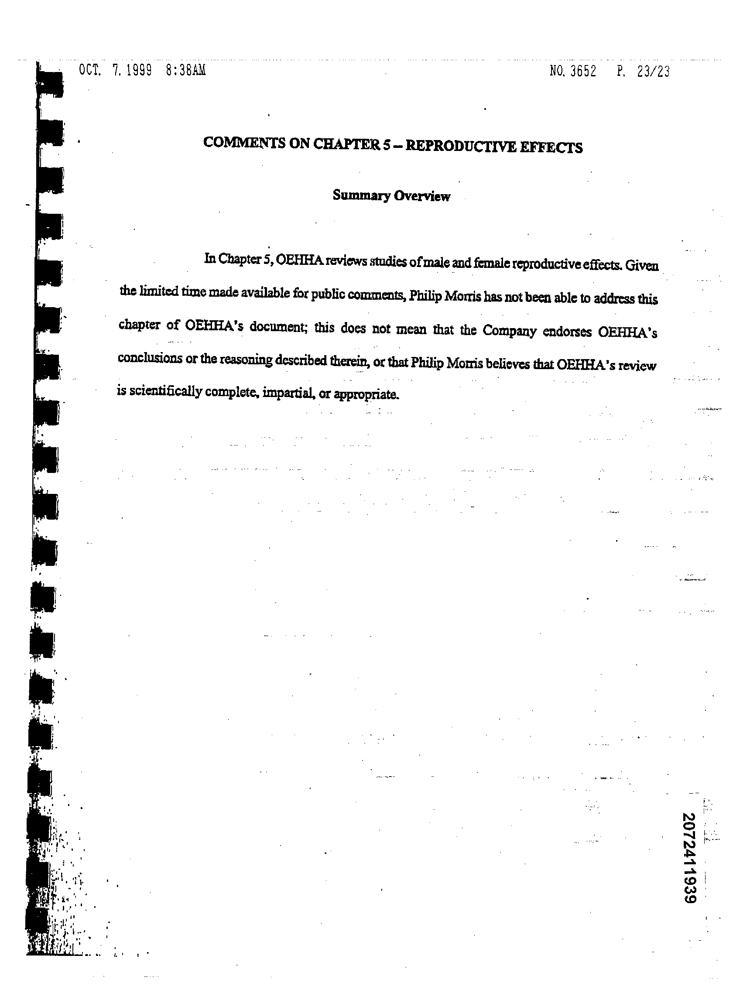 OCT. 7. 1999 8:38AM NO. 3652 P. 23/23
COMMENTS ON CHAPTER 5 – REPRODUCTIVE EFFECTS
Summary Overview
In Chapter 5, OEHHA reviews studies of male and female reproductive effects. Given
the limited time made available for public comments, Philip Morris has not been able to address this
chapter of OEHHA's document; this does not mean that the Company endorses OEHHA's
conclusions or the reasoning described therein, or that Philip Morris believes that OEHHA's review
is scientifically complete, impartial, or appropriate.
2072411939